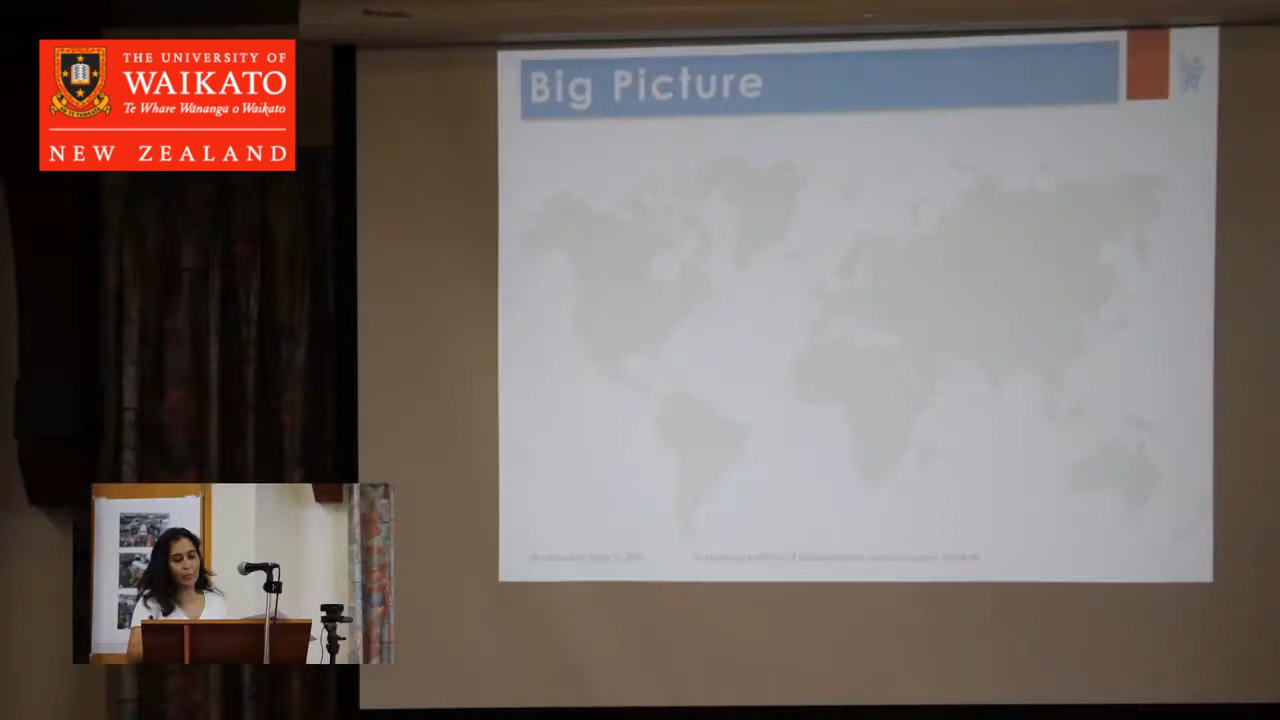 THE UNIVERSITY OF
WAIKATO
Te Whare Wānanga o Waikato
NEW ZEALAND
Big Picture